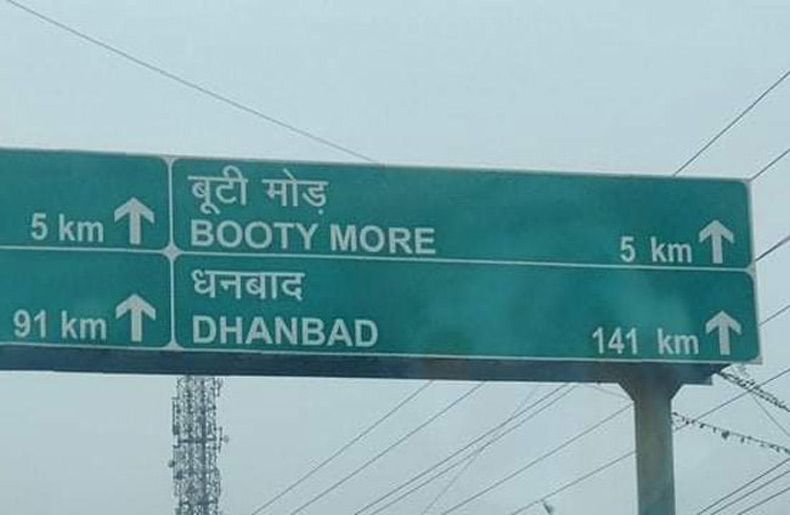 5 km ↑
91 km ↑
बूटी मोड़
BOOTY MORE 5 km ↑
धनबाद
DHANBAD 141 km ↑